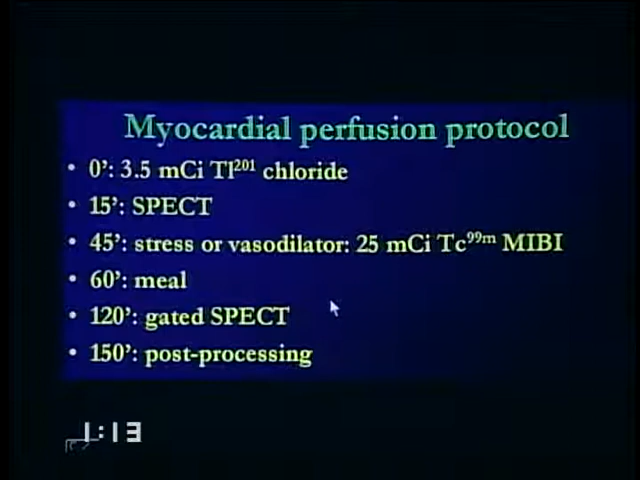 Myocardial perfusion protocol
• 0’: 3.5 mCi Tl²⁰¹ chloride
• 15’: SPECT
• 45’: stress or vasodilator: 25 mCi Tc⁹⁹ᵐ MIBI
• 60’: meal
• 120’: gated SPECT
• 150’: post-processing
1:13